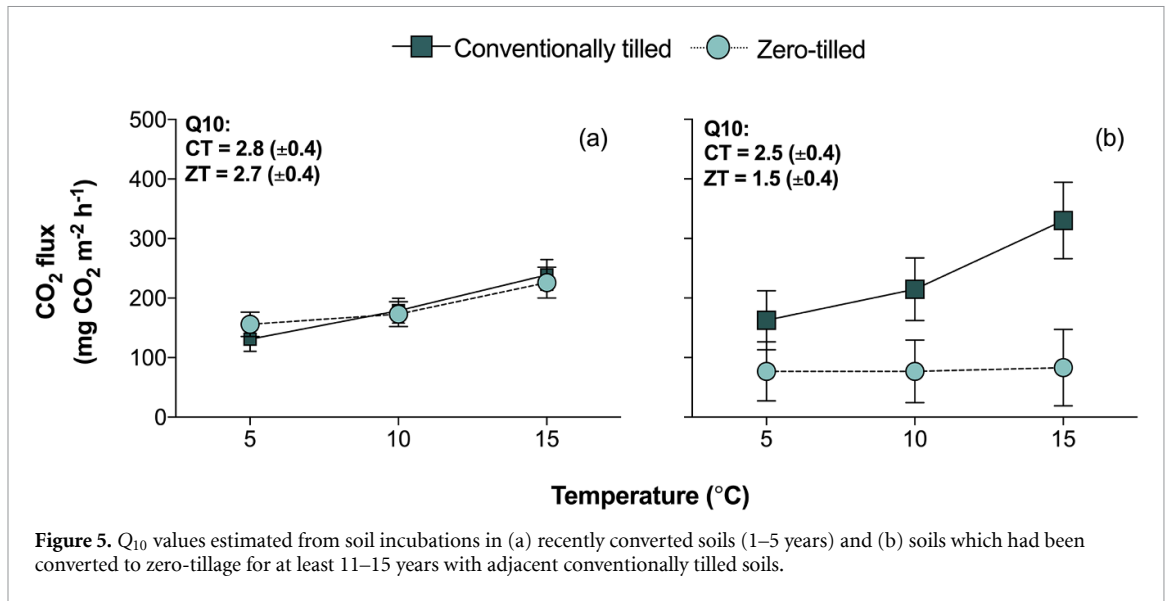 Conventionally tilled Zero-tilled
Q10:
CT = 2.8 (±0.4)
ZT = 2.7 (±0.4)
(a)
Q10:
CT = 2.5 (±0.4)
ZT = 1.5 (±0.4)
(b)
500
400
300
200
100
0
CO2 flux
(mg CO2 m-2 h-1)
5 10 15
5 10 15
Temperature (°C)
Figure 5. Q10 values estimated from soil incubations in (a) recently converted soils (1–5 years) and (b) soils which had been
converted to zero-tillage for at least 11–15 years with adjacent conventionally tilled soils.